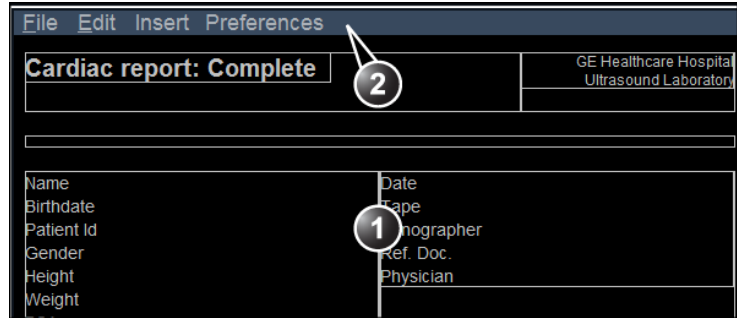 File Edit Insert Preferences
2
Cardiac report: Complete
GE Healthcare Hospital
Ultrasound Laboratory
Name
Birthdate
Patient Id
Gender
Height
Weight
Date
Tape
1
Ref. Doc.
Physician